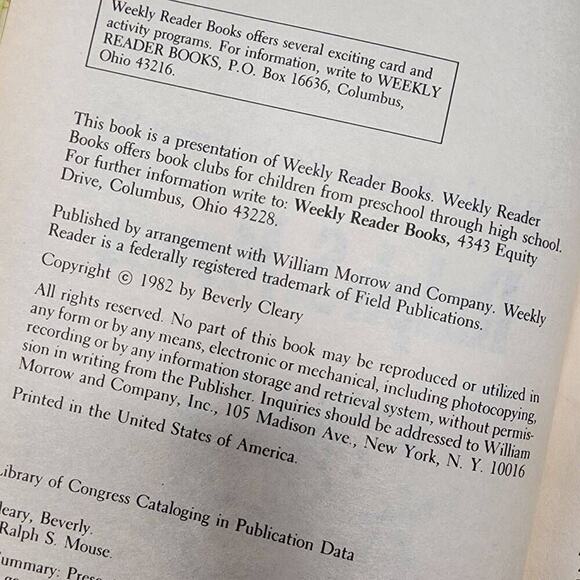 Weekly Reader Books offers several exciting card and
activity programs. For information, write to WEEKLY
READER BOOKS, P.O. Box 16636, Columbus,
Ohio 43216.
This book is a presentation of Weekly Reader Books. Weekly Reader
Books offers book clubs for children from preschool through high school.
For further information write to: Weekly Reader Books, 4343 Equity
Drive, Columbus, Ohio 43228.
Published by arrangement with William Morrow and Company. Weekly
Reader is a federally registered trademark of Field Publications.
Copyright © 1982 by Beverly Cleary
All rights reserved. No part of this book may be reproduced or utilized in
any form or by any means, electronic or mechanical, including photocopying,
recording or by any information storage and retrieval system, without permis-
sion in writing from the Publisher. Inquiries should be addressed to William
Morrow and Company, Inc., 105 Madison Ave., New York, N. Y. 10016
Printed in the United States of America.
Library of Congress Cataloging in Publication Data
leary, Beverly.
Ralph S. Mouse.
ummary: